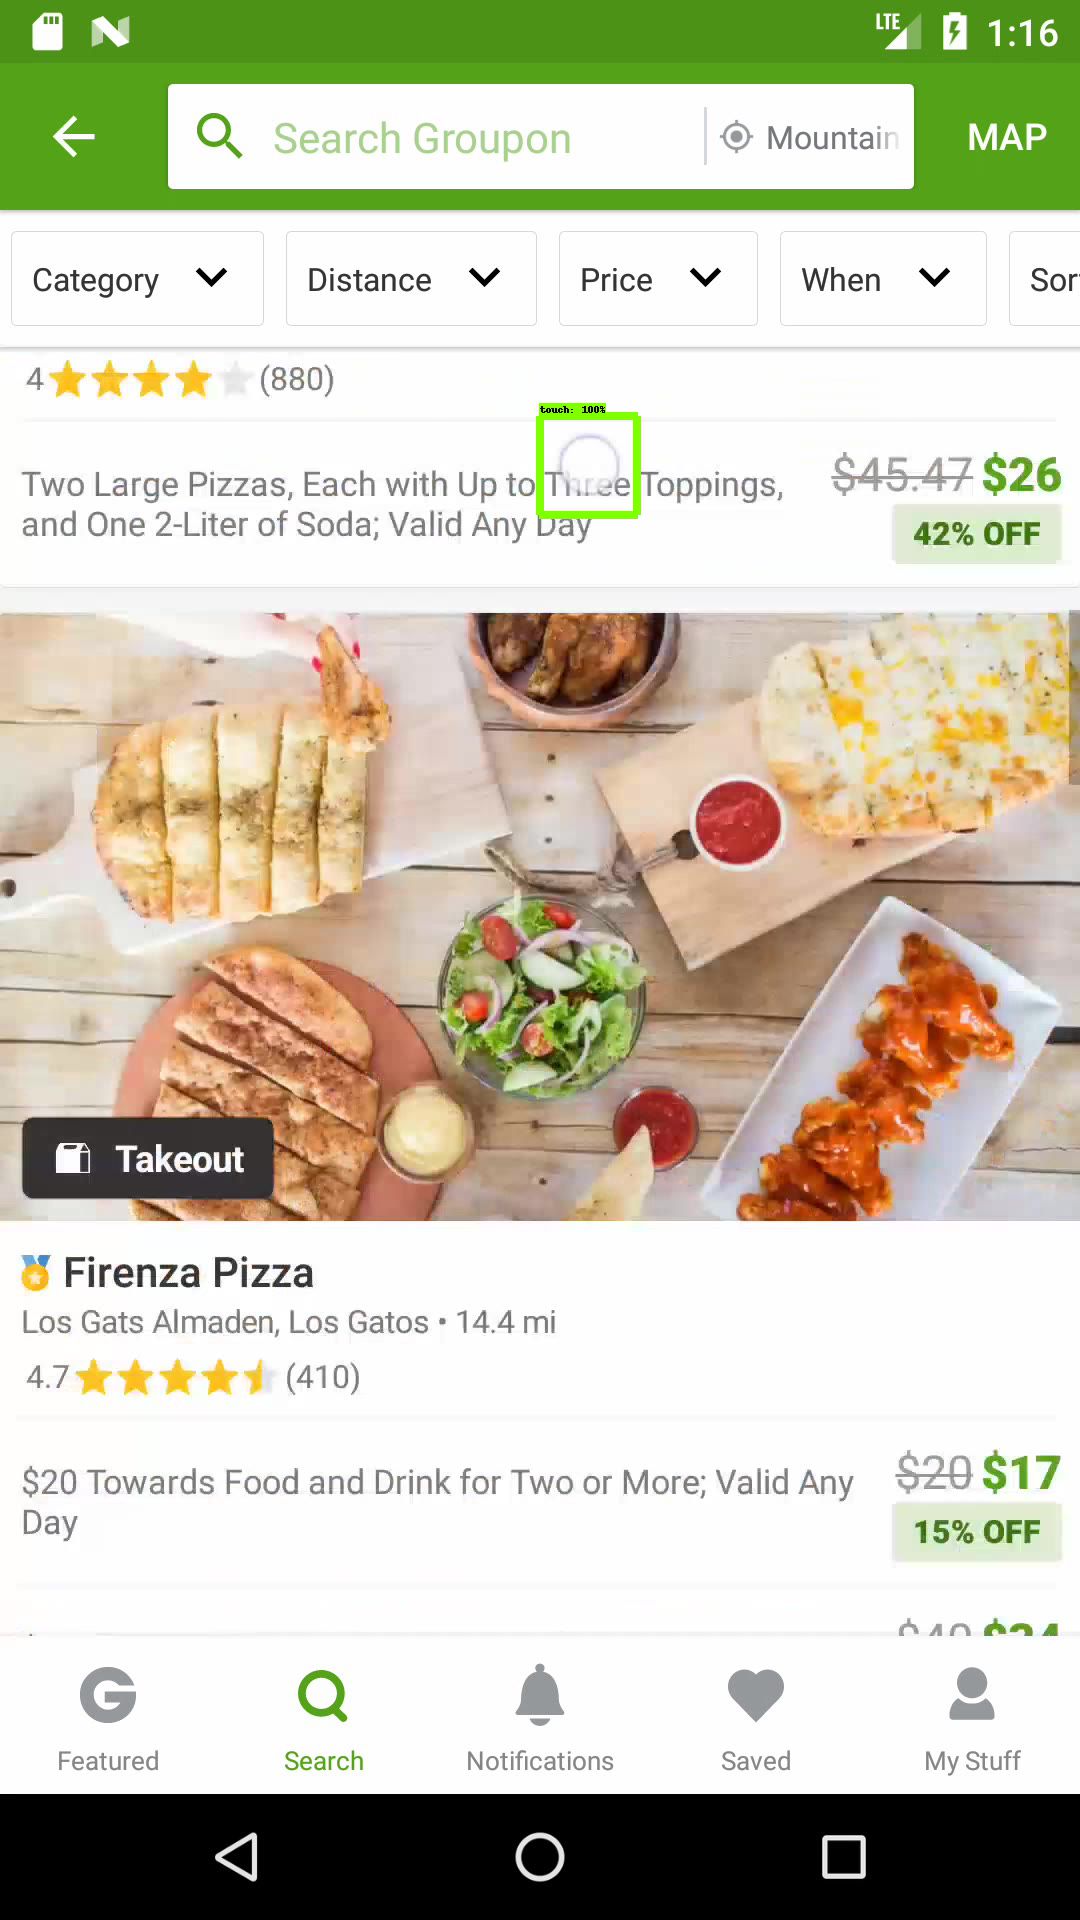 LTE 1:16
Search Groupon Mountain MAP
Category Distance Price When Sor
4 (880)
touch: 100%
Two Large Pizzas, Each with Up to Three Toppings, $45.47 $26
and One 2-Liter of Soda; Valid Any Day 42% OFF
Takeout
Firenza Pizza
Los Gats Almaden, Los Gatos • 14.4 mi
4.7 (410)
$20 Towards Food and Drink for Two or More; Valid Any $20 $17
Day 15% OFF
$40 $34
Featured Search Notifications Saved My Stuff